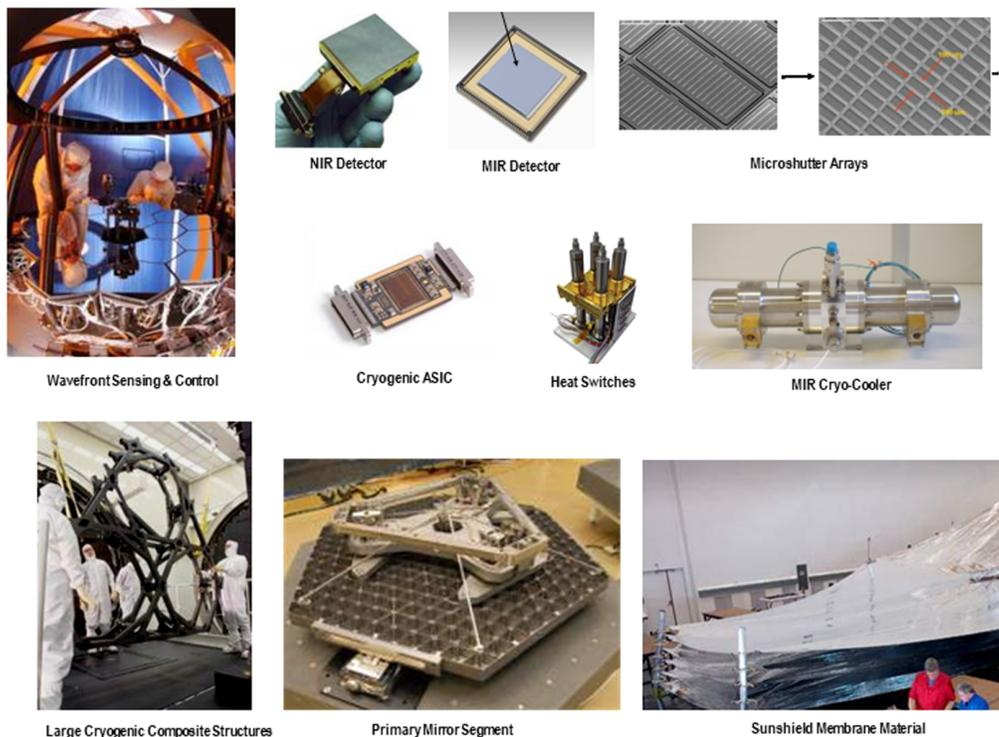 NIR Detector
MIR Detector
Microshutter Arrays
Wavefront Sensing & Control
Cryogenic ASIC
Heat Switches
MIR Cryo-Cooler
Large Cryogenic Composite Structures
Primary Mirror Segment
Sunshield Membrane Material